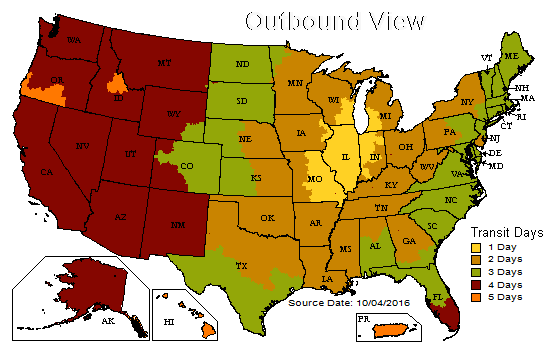 Outbound View
WA
MT
ND
MN
VT
ME
OR
ID
SD
WI
MI
NY
NH
MA
WY
IA
PA
RI
CT
NV
UT
NE
IL
IN
OH
NJ
DE
MD
CA
CO
KS
MO
WV
VA
KY
NC
AZ
NM
OK
AR
TN
SC
MS
AL
GA
TX
LA
FL
Transit Days
1 Day
2 Days
3 Days
4 Days
5 Days
Source Date: 10/04/2016
AK
HI
PR